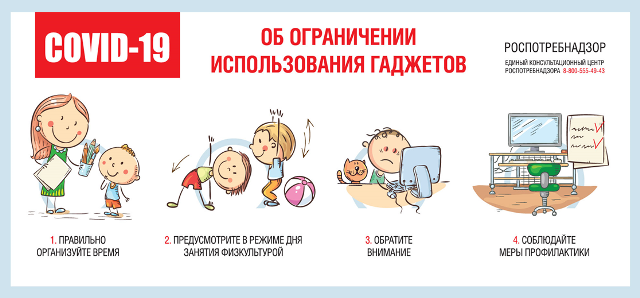 COVID-19
ОБ ОГРАНИЧЕНИИ
ИСПОЛЬЗОВАНИЯ ГАДЖЕТОВ
РОСПОТРЕБНАДЗОР
ЕДИНЫЙ КОНСУЛЬТАЦИОННЫЙ ЦЕНТР
РОСПОТРЕБНАДЗОРА 8-800-555-49-43
1. ПРАВИЛЬНО
ОРГАНИЗУЙТЕ ВРЕМЯ
2. ПРЕДУСМОТРИТЕ В РЕЖИМЕ ДНЯ
ЗАНЯТИЯ ФИЗКУЛЬТУРОЙ
3. ОБРАТИТЕ
ВНИМАНИЕ
4. СОБЛЮДАЙТЕ
МЕРЫ ПРОФИЛАКТИКИ